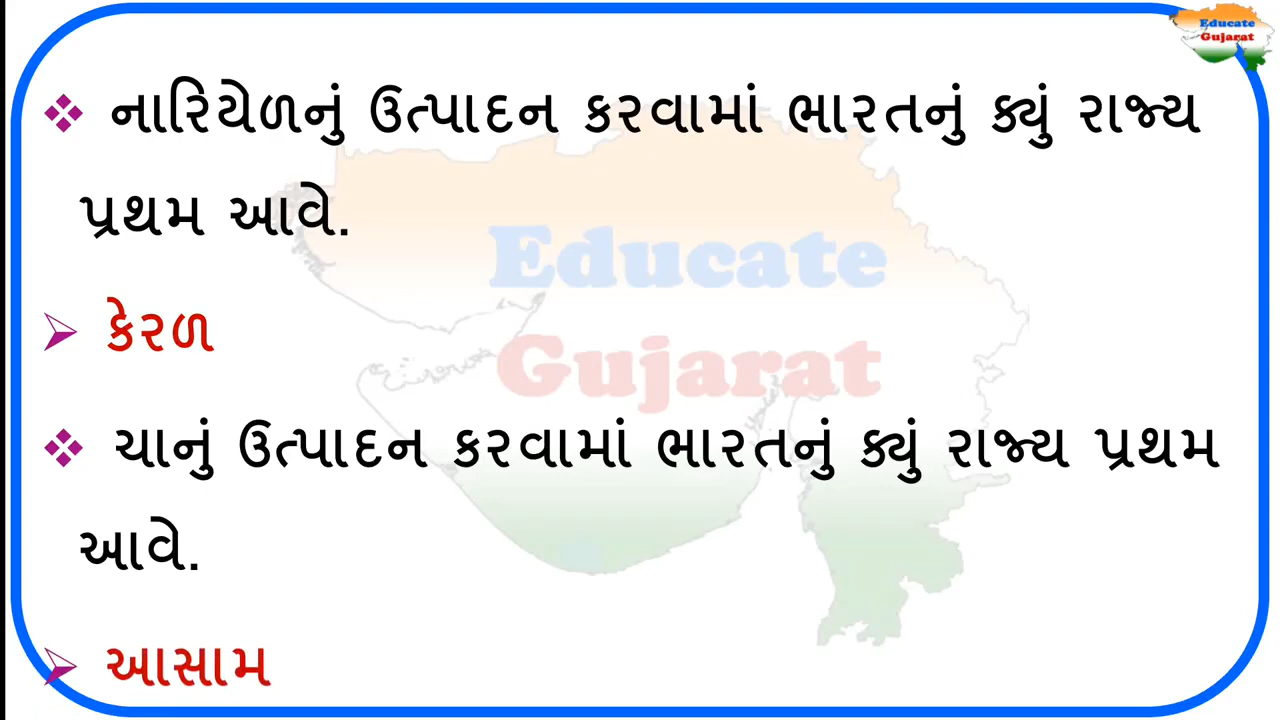 Educate
Gujarat
❖ નારિયેળનું ઉત્પાદન કરવામાં ભારતનું ક્યું રાજ્ય
પ્રથમ આવે.
Educate
➢ કેરળ
Gujarat
❖ ચાનું ઉત્પાદન કરવામાં ભારતનું ક્યું રાજ્ય પ્રથમ
આવે.
➢ આસામ